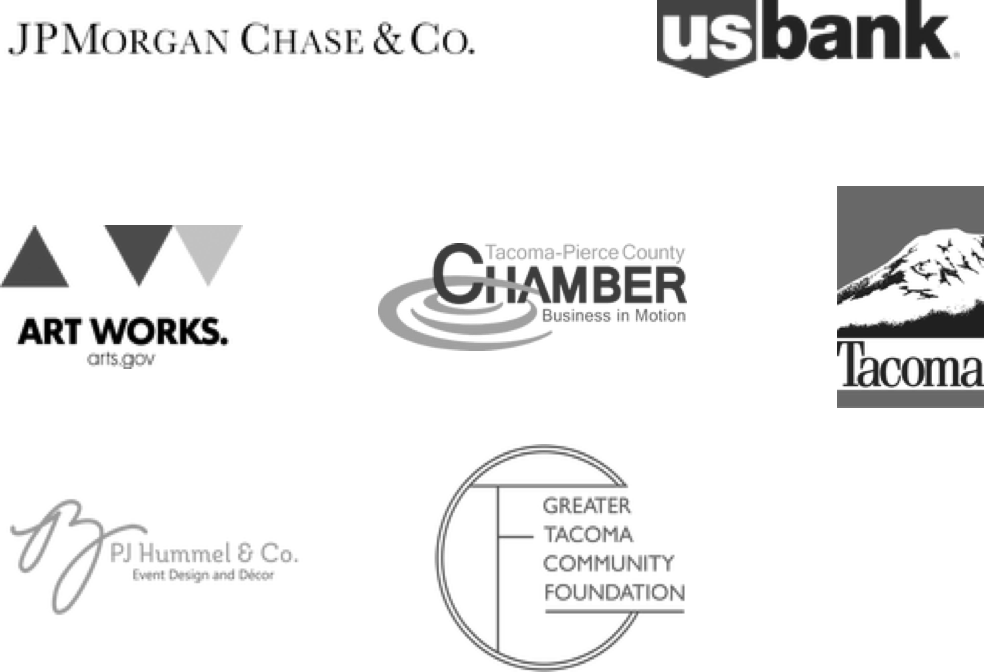 JPMORGAN CHASE & CO.
usbank
ART WORKS.
arts.gov
Tacoma-Pierce County
CHAMBER
Business in Motion
Tacoma
PJ Hummel & Co.
Event Design and Décor
GREATER
TACOMA
COMMUNITY
FOUNDATION